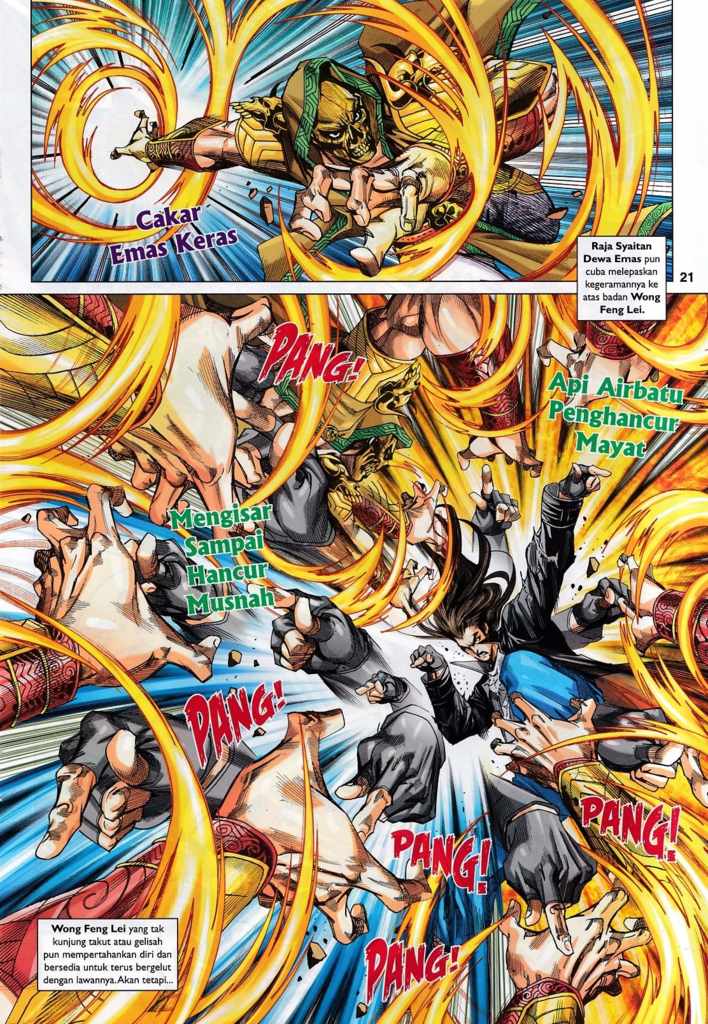 Cakar
Emas Keras
Raja Syaitan
Dewa Emas pun
cuba melepaskan
kegeramannya ke
atas badan Wong
Feng Lei.
21
PANG!
Api Airbatu
Penghancur
Mayat
Mengisar
Sampai
Hancur
Musnah
PANG!
PANG!
PANG!
PANG!
Wong Feng Lei yang tak
kunjung takut atau gelisah
pun mempertahankan diri dan
bersedia untuk terus bergelut
dengan lawannya. Akan tetapi...